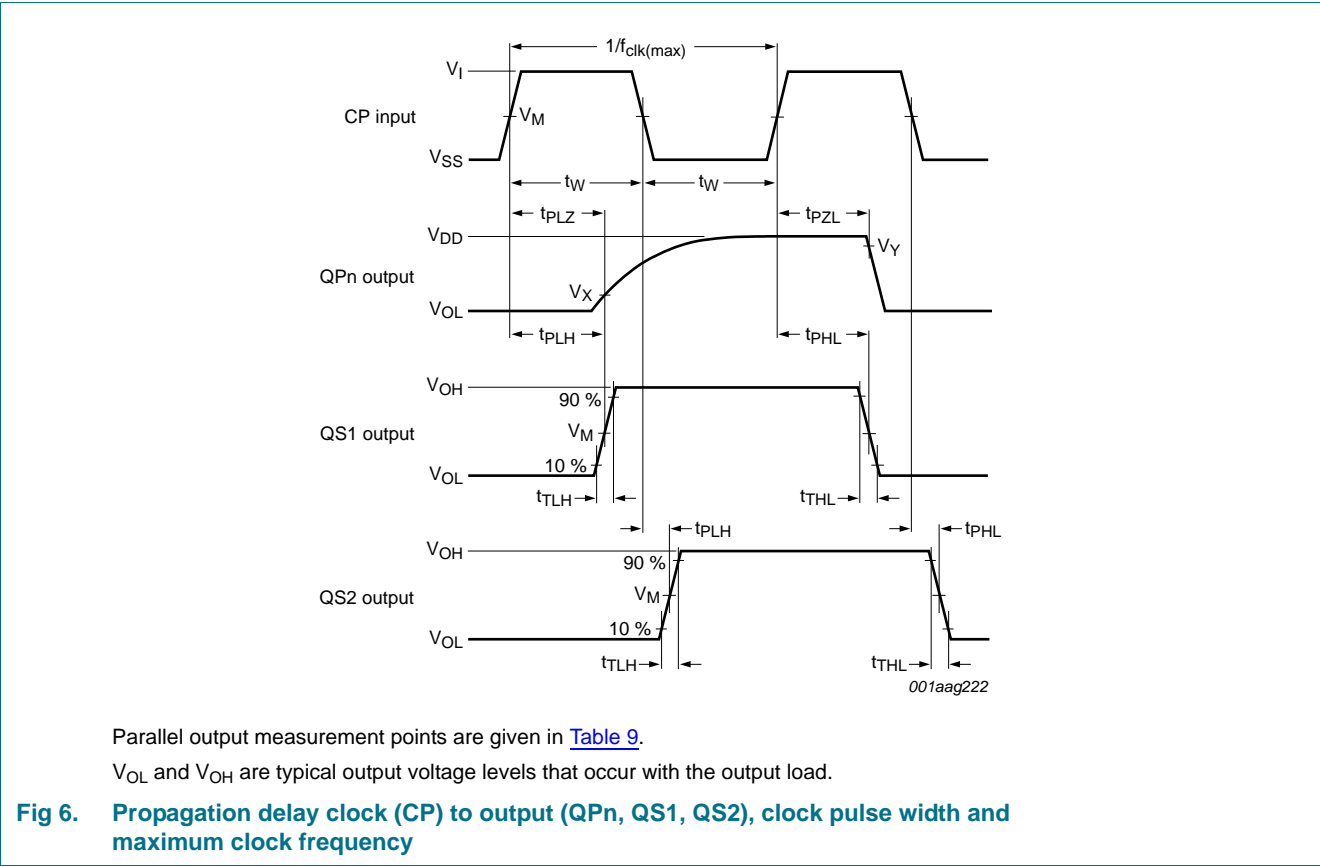 1/fclk(max)
VI
CP input
VM
VSS
tW tW
tPLZ tPZL
VDD
VY
QPn output
VX
VOL
tPLH tPHL
VOH
90 %
QS1 output
VM
10 %
VOL
tTLH tTHL
tPLH tPHL
VOH
90 %
QS2 output
VM
10 %
VOL
tTLH tTHL
001aag222
Parallel output measurement points are given in Table 9.
VOL and VOH are typical output voltage levels that occur with the output load.
Fig 6. Propagation delay clock (CP) to output (QPn, QS1, QS2), clock pulse width and
maximum clock frequency